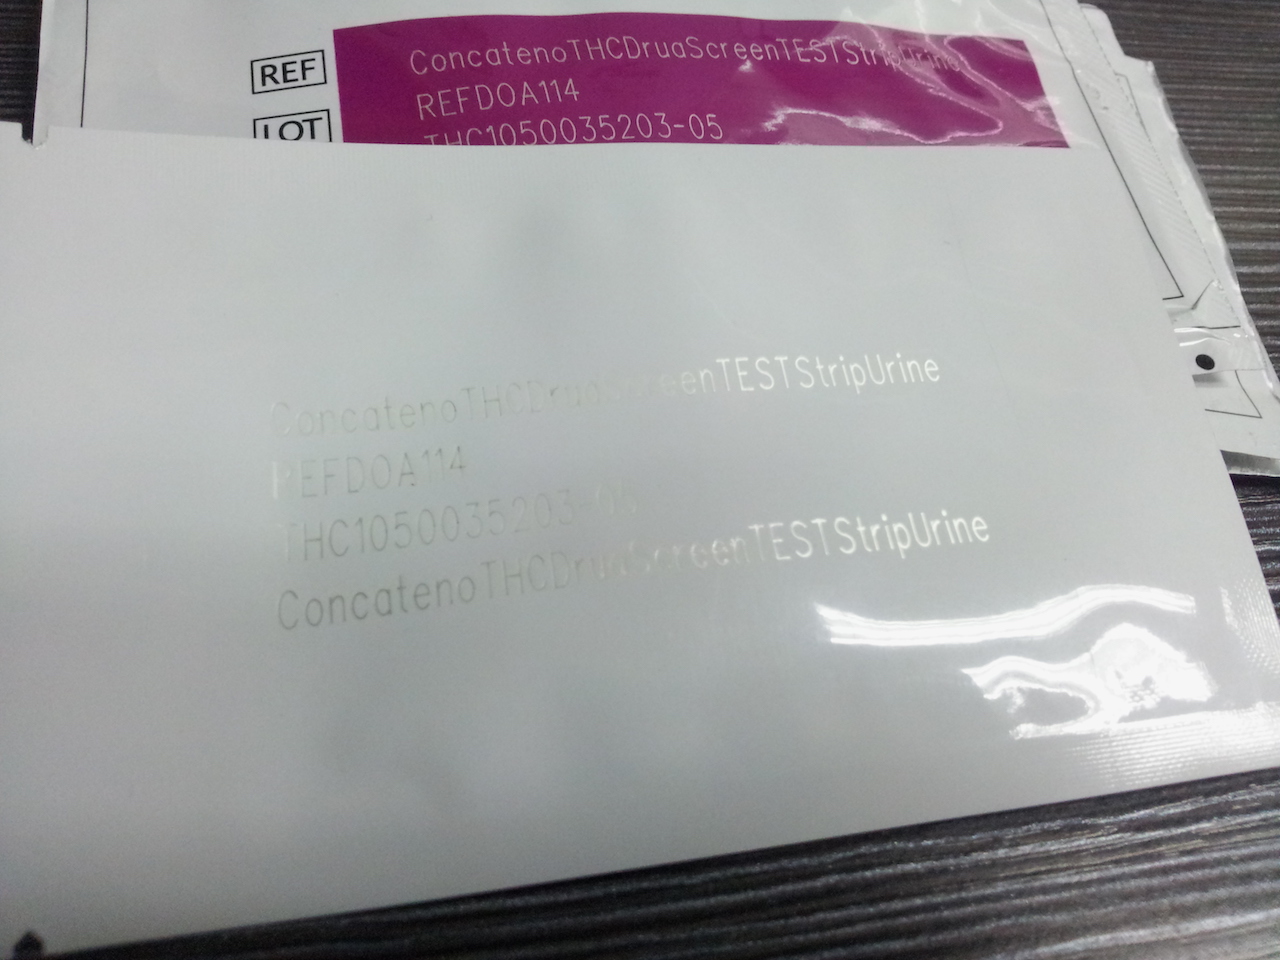 REF
ConcatenoTHCDruaScreenTESTStripUrine
REFDOA114
LOT
THC1050035203-05
ConcatenoTHCDruaScreenTESTStripUrine
REFDOA114
THC1050035203-05
ConcatenoTHCDruaScreenTESTStripUrine